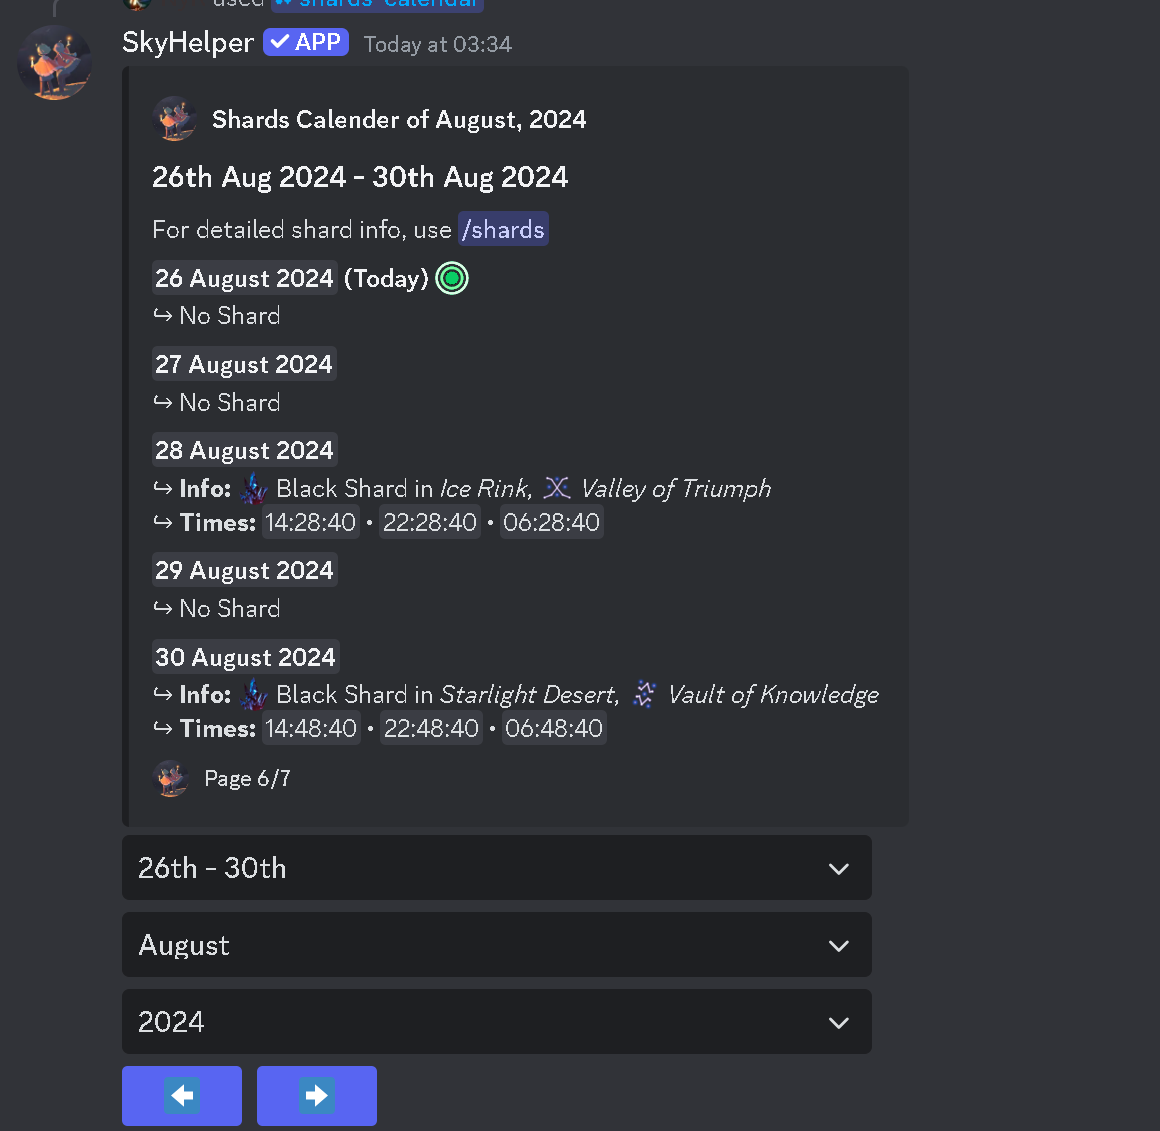 used shards-calendar
SkyHelper APP Today at 03:34
Shards Calender of August, 2024
26th Aug 2024 - 30th Aug 2024
For detailed shard info, use /shards
26 August 2024 (Today)
↪ No Shard
27 August 2024
↪ No Shard
28 August 2024
↪ Info: Black Shard in Ice Rink, Valley of Triumph
↪ Times: 14:28:40 • 22:28:40 • 06:28:40
29 August 2024
↪ No Shard
30 August 2024
↪ Info: Black Shard in Starlight Desert, Vault of Knowledge
↪ Times: 14:48:40 • 22:48:40 • 06:48:40
Page 6/7
26th - 30th
August
2024